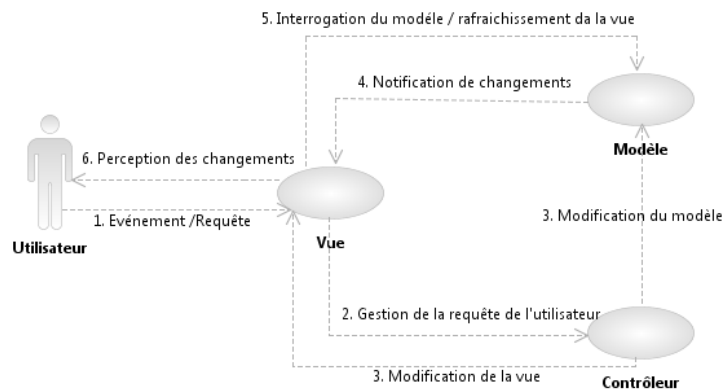 5. Interrogation du modéle / rafraichissement da la vue
4. Notification de changements
Modèle
6. Perception des changements
1. Evénement /Requête
Utilisateur
Vue
3. Modification du modèle
2. Gestion de la requête de l'utilisateur
3. Modification de la vue
Contrôleur